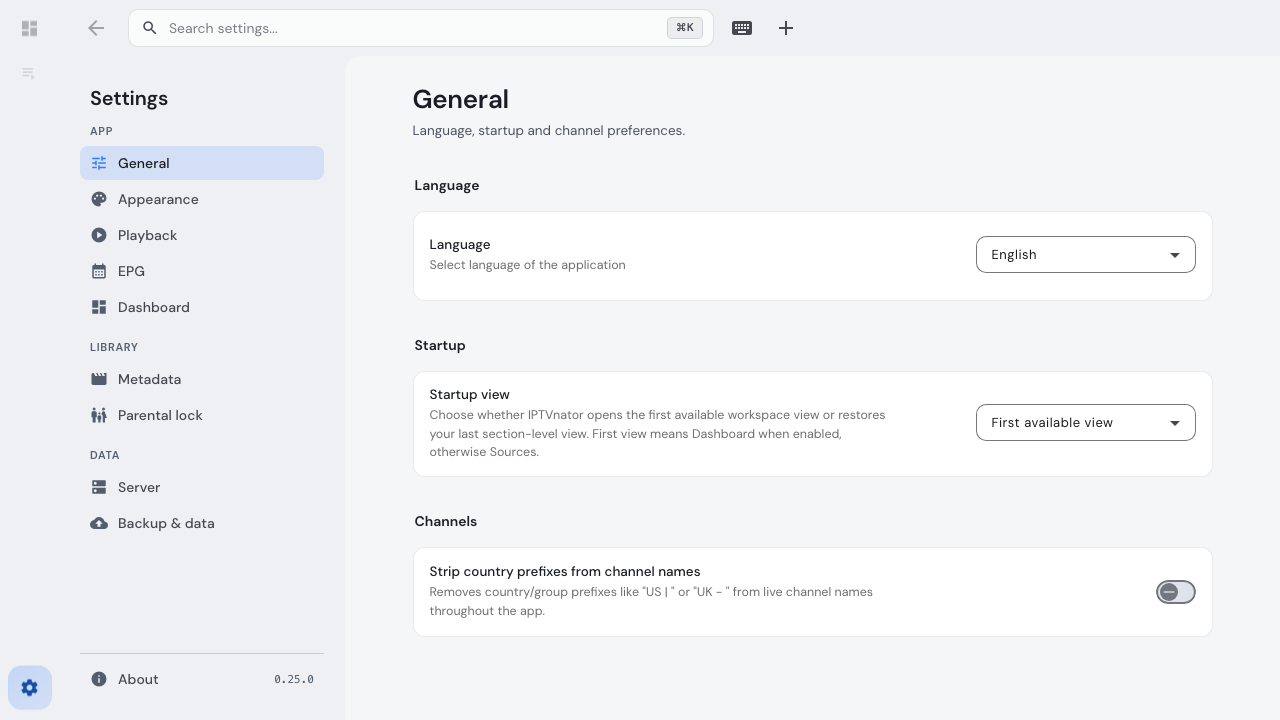 Search settings...
⌘K
Settings
APP
General
Appearance
Playback
EPG
Dashboard
LIBRARY
Metadata
Parental lock
DATA
Server
Backup & data
About
0.25.0
General
Language, startup and channel preferences.
Language
Language
Select language of the application
English
Startup
Startup view
Choose whether IPTVnator opens the first available workspace view or restores
your last section-level view. First view means Dashboard when enabled,
otherwise Sources.
First available view
Channels
Strip country prefixes from channel names
Removes country/group prefixes like "US | " or "UK - " from live channel names
throughout the app.